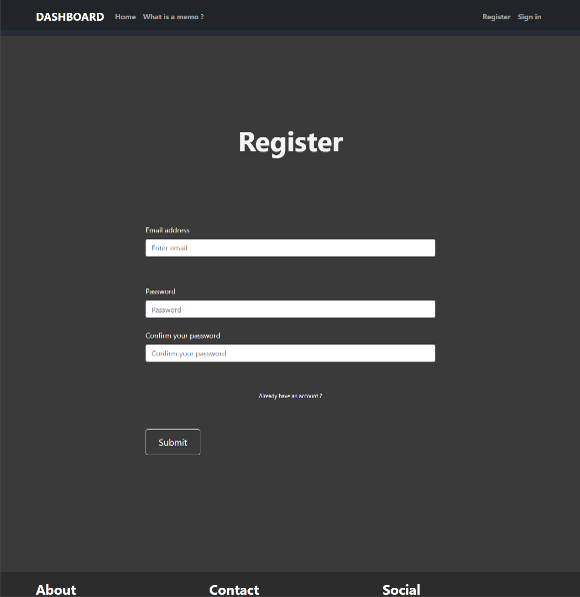 DASHBOARD Home What is a memo ? Register Sign in
Register
Email address
Enter email
Password
Password
Confirm your password
Confirm your password
Already have an account ?
Submit
About Contact Social